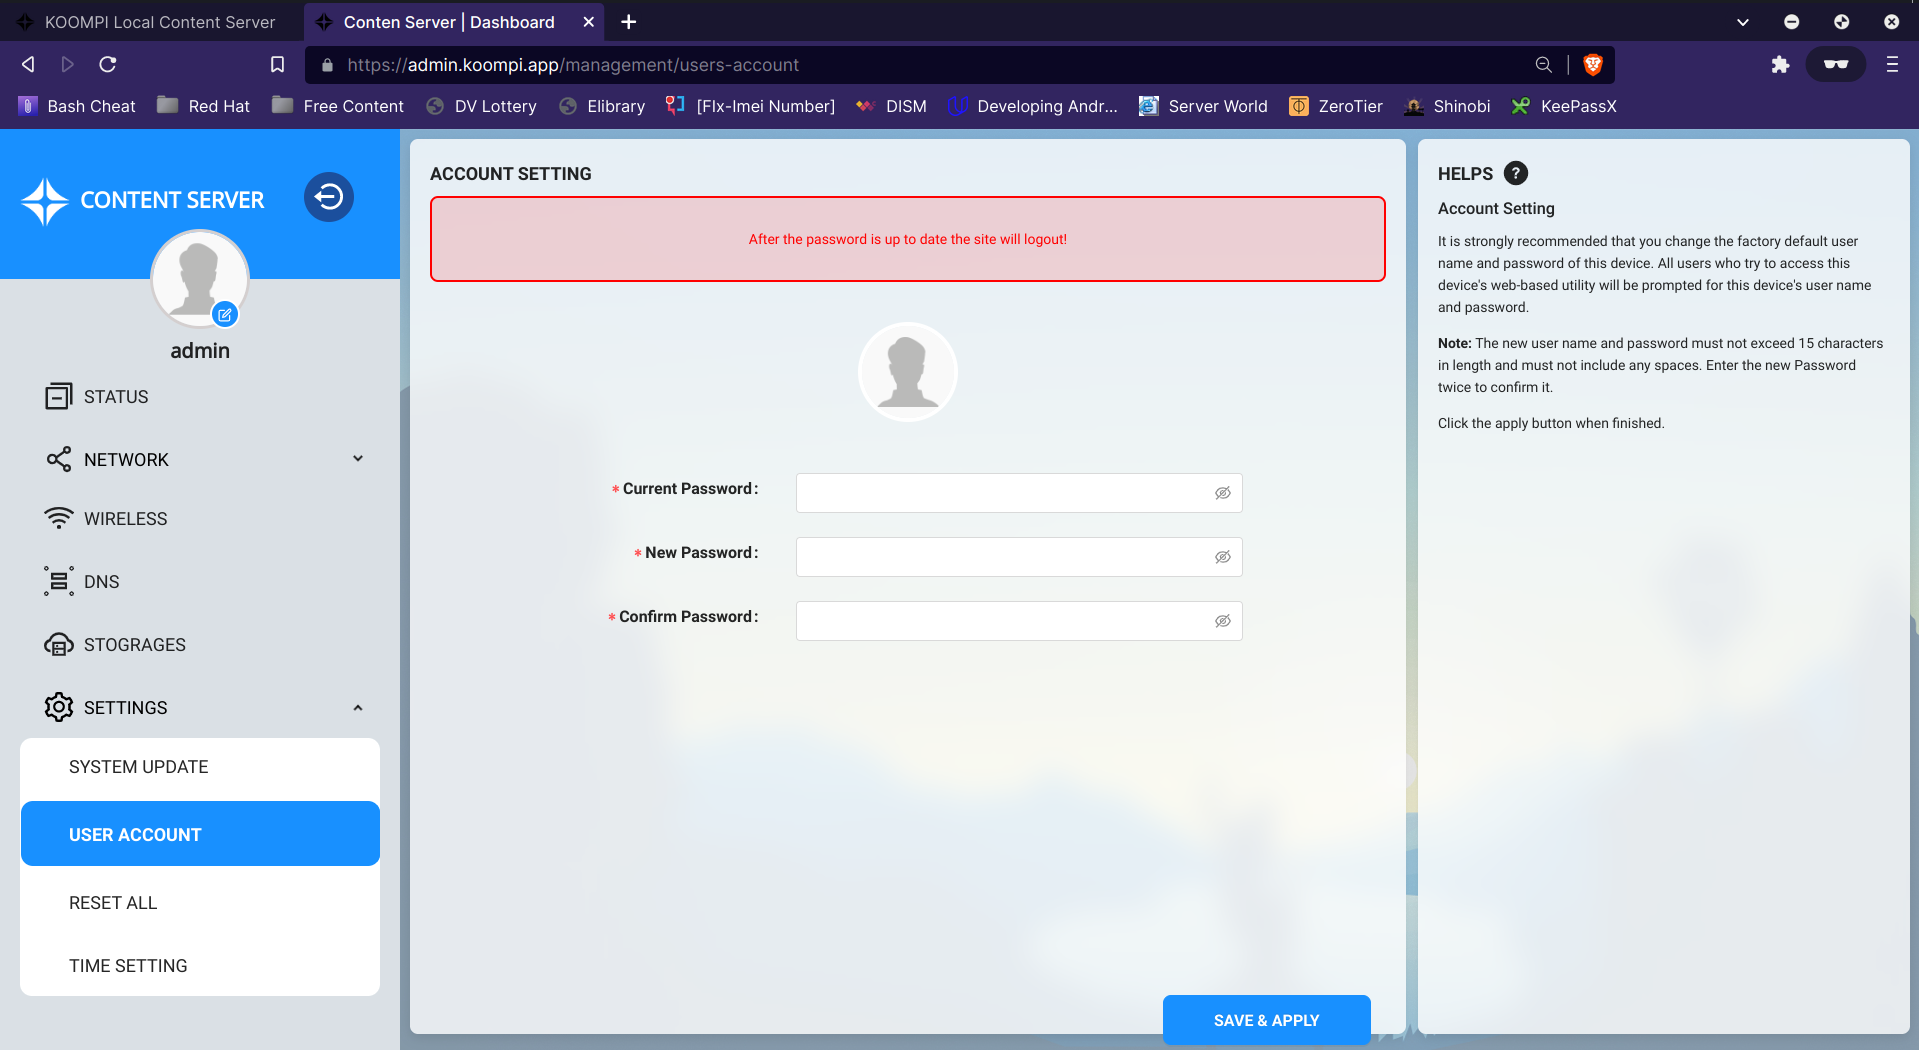 KOOMPI Local Content Server
Conten Server | Dashboard
https://admin.koompi.app/management/users-account
Bash Cheat
Red Hat
Free Content
DV Lottery
Elibrary
[FIx-Imei Number]
DISM
Developing Andr...
Server World
ZeroTier
Shinobi
KeePassX
CONTENT SERVER
admin
STATUS
NETWORK
WIRELESS
DNS
STOGRAGES
SETTINGS
SYSTEM UPDATE
USER ACCOUNT
RESET ALL
TIME SETTING
ACCOUNT SETTING
After the password is up to date the site will logout!
* Current Password :
* New Password :
* Confirm Password :
SAVE & APPLY
HELPS ?
Account Setting
It is strongly recommended that you change the factory default user
name and password of this device. All users who try to access this
device's web-based utility will be prompted for this device's user name
and password.
Note: The new user name and password must not exceed 15 characters
in length and must not include any spaces. Enter the new Password
twice to confirm it.
Click the apply button when finished.